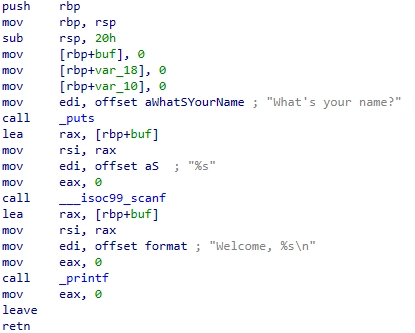 push rbp
mov rbp, rsp
sub rsp, 20h
mov [rbp+buf], 0
mov [rbp+var_18], 0
mov [rbp+var_10], 0
mov edi, offset aWhatSYourName ; "What's your name?"
call _puts
lea rax, [rbp+buf]
mov rsi, rax
mov edi, offset aS ; "%s"
mov eax, 0
call ___isoc99_scanf
lea rax, [rbp+buf]
mov rsi, rax
mov edi, offset format ; "Welcome, %s\n"
mov eax, 0
call _printf
mov eax, 0
leave
retn